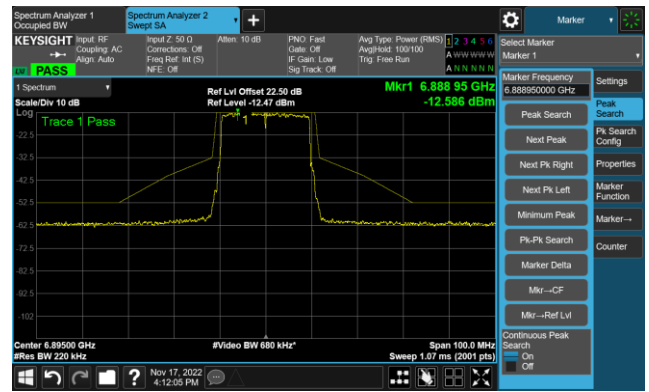 Spectrum Analyzer 1
Occupied BW
Spectrum Analyzer 2
Swept SA
Marker
KEYSIGHT
Input: RF
Coupling: AC
Align: Auto
Input Z: 50 Ω
Corrections: Off
Freq Ref: Int (S)
NFE: Off
Atten: 10 dB
PNO: Fast
Gate: Off
IF Gain: Low
Sig Track: Off
Avg Type: Power (RMS)
Avg|Hold: 100/100
Trig: Free Run
1 2 3 4 5 6
A W W W W W
A N N N N N
LXI PASS
Select Marker
Marker 1
1 Spectrum
Scale/Div 10 dB
Ref Lvl Offset 22.50 dB
Ref Level -12.47 dBm
Mkr1 6.888 95 GHz
-12.586 dBm
Log
Trace 1 Pass
1
-22.5
-32.5
-42.5
-52.5
-62.5
-72.5
-82.5
-92.5
-102
Center 6.89500 GHz
#Res BW 220 kHz
#Video BW 680 kHz*
Span 100.0 MHz
Sweep 1.07 ms (2001 pts)
Marker Frequency
6.888950000 GHz
Peak Search
Next Peak
Next Pk Right
Next Pk Left
Minimum Peak
Pk-Pk Search
Marker Delta
Mkr→CF
Mkr→Ref Lvl
Continuous Peak
Search
On
Off
Settings
Peak
Search
Pk Search
Config
Properties
Marker
Function
Marker→
Counter
Nov 17, 2022
4:12:05 PM